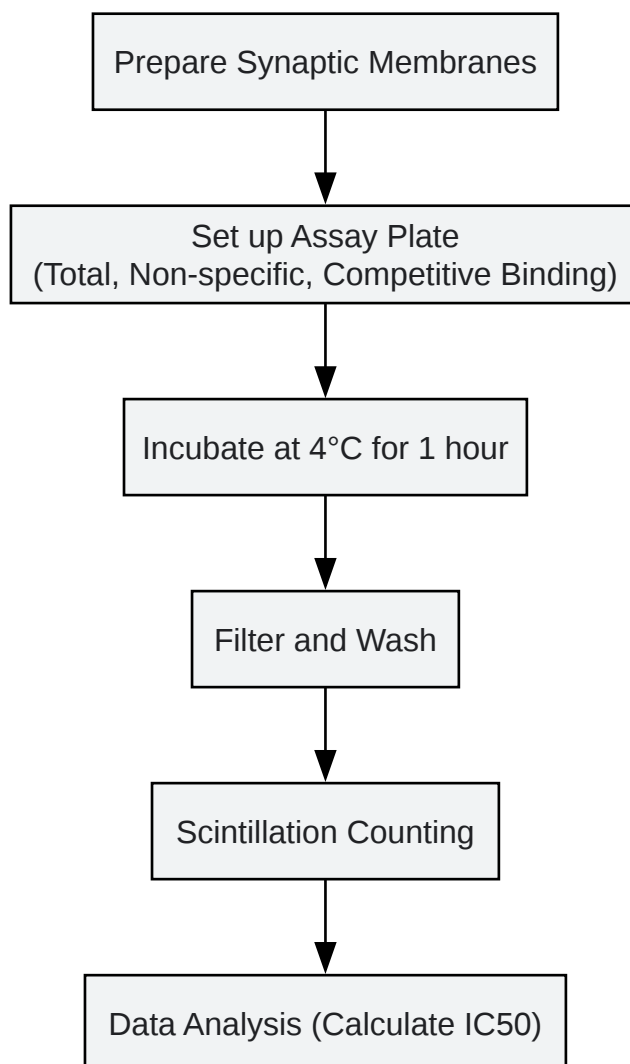 Prepare Synaptic Membranes
Set up Assay Plate
(Total, Non-specific, Competitive Binding)
Incubate at 4°C for 1 hour
Filter and Wash
Scintillation Counting
Data Analysis (Calculate IC50)